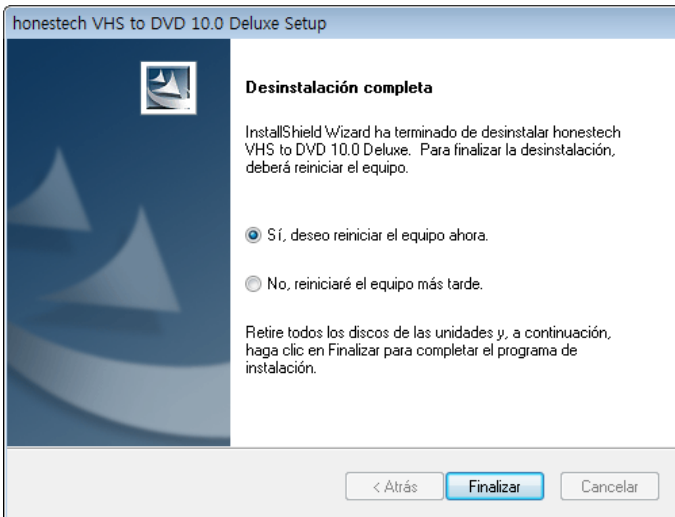 honestech VHS to DVD 10.0 Deluxe Setup
Desinstalación completa
InstallShield Wizard ha terminado de desinstalar honestech
VHS to DVD 10.0 Deluxe. Para finalizar la desinstalación,
deberá reiniciar el equipo.
Sí, deseo reiniciar el equipo ahora.
No, reiniciaré el equipo más tarde.
Retire todos los discos de las unidades y, a continuación,
haga clic en Finalizar para completar el programa de
instalación.
< Atrás Finalizar Cancelar